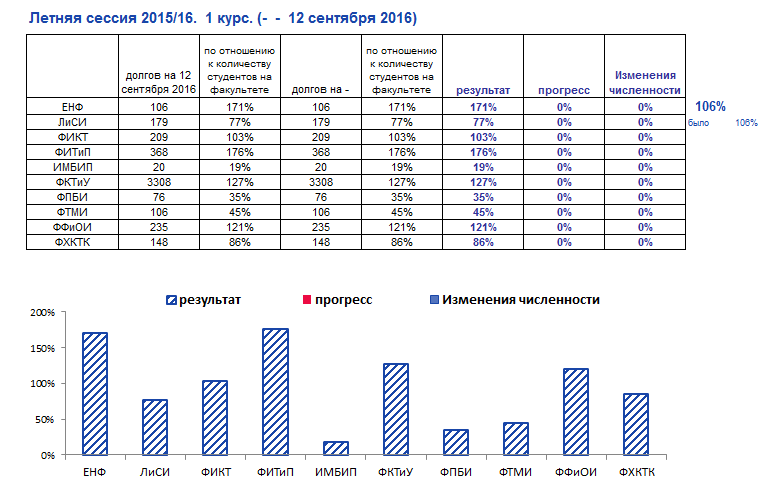 Летняя сессия 2015/16. 1 курс. (- - 12 сентября 2016)
долгов на 12 сентября 2016 по отношению к количеству студентов на факультете долгов на - по отношению к количеству студентов на факультете результат прогресс Изменения численности
ЕНФ 106 171% 106 171% 171% 0% 0% 106%
ЛиСИ 179 77% 179 77% 77% 0% 0% было 106%
ФИКТ 209 103% 209 103% 103% 0% 0%
ФИТиП 368 176% 368 176% 176% 0% 0%
ИМБИП 20 19% 20 19% 19% 0% 0%
ФКТиУ 3308 127% 3308 127% 127% 0% 0%
ФПБИ 76 35% 76 35% 35% 0% 0%
ФТМИ 106 45% 106 45% 45% 0% 0%
ФФиОИ 235 121% 235 121% 121% 0% 0%
ФХКТК 148 86% 148 86% 86% 0% 0%
результат прогресс Изменения численности
200%
150%
100%
50%
0%
ЕНФ ЛиСИ ФИКТ ФИТиП ИМБИП ФКТиУ ФПБИ ФТМИ ФФиОИ ФХКТК